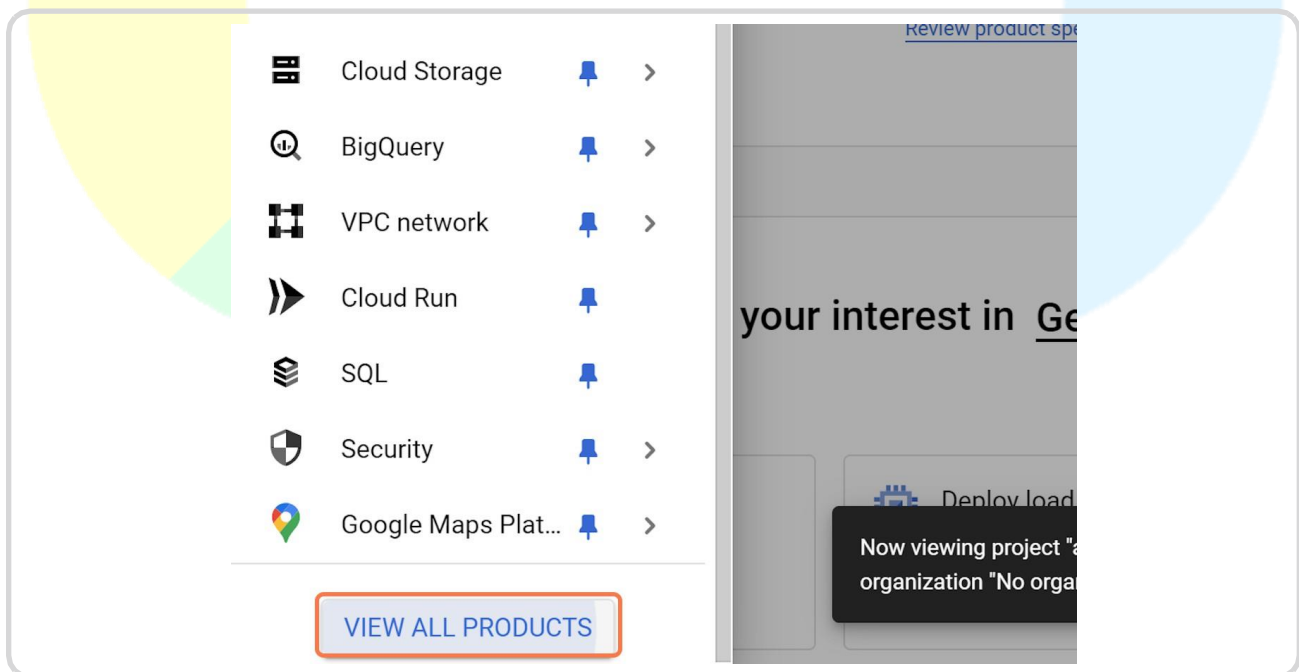 Review product spe
Cloud Storage
BigQuery
VPC network
Cloud Run
SQL
Security
Google Maps Plat...
VIEW ALL PRODUCTS
your interest in Ge
Deploy load
Now viewing project "a
organization "No orga